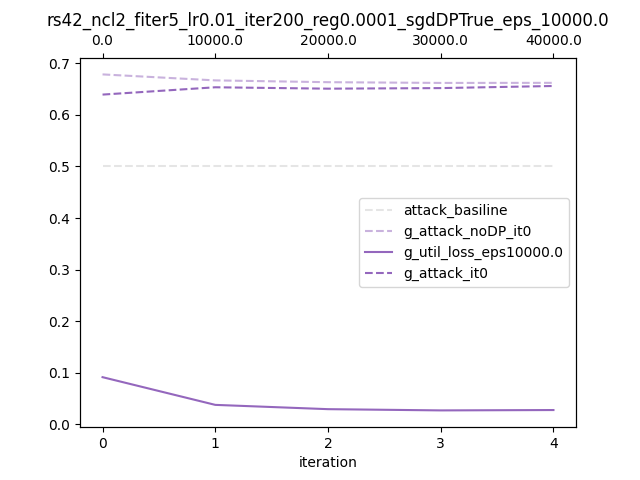 rs42_ncl2_fiter5_lr0.01_iter200_reg0.0001_sgdDPTrue_eps_10000.0
0.0 10000.0 20000.0 30000.0 40000.0
0.7
0.6
0.5
0.4
0.3
0.2
0.1
0.0
attack_basiline
g_attack_noDP_it0
g_util_loss_eps10000.0
g_attack_it0
0 1 2 3 4
iteration